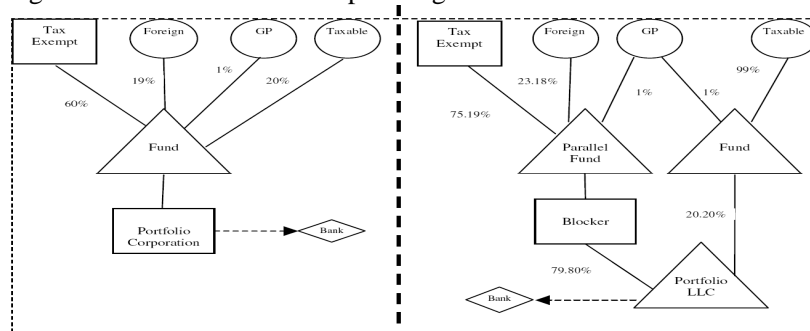 Tax
Exempt
Foreign
GP
Taxable
60%
19%
1%
20%
Fund
Portfolio
Corporation
Bank
Tax
Exempt
Foreign
GP
Taxable
75.19%
23.18%
1%
1%
99%
Parallel
Fund
Fund
Blocker
20.20%
79.80%
Portfolio
LLC
Bank